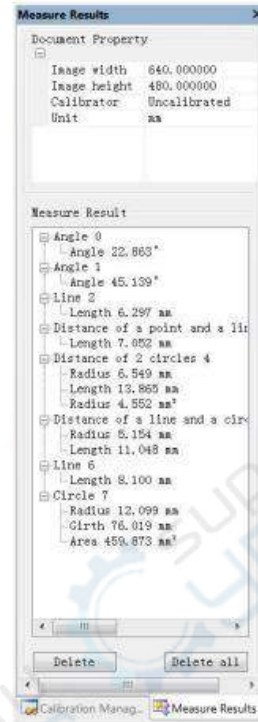 Measure Results
Document Property
Image width 640.000000
Image height 480.000000
Calibrator Uncalibrated
Unit mm
Measure Result
Angle 0
Angle 22.863°
Angle 1
Angle 45.139°
Line 2
Length 6.297 mm
Distance of a point and a lin
Length 7.052 mm
Distance of 2 circles 4
Radius 6.549 mm
Length 13.865 mm
Radius 4.552 mm²
Distance of a line and a circ
Radius 5.154 mm
Length 11.048 mm
Line 6
Length 8.100 mm
Circle 7
Radius 12.099 mm
Girth 76.019 mm
Area 459.873 mm²
Delete Delete all
Calibration Manag... Measure Results